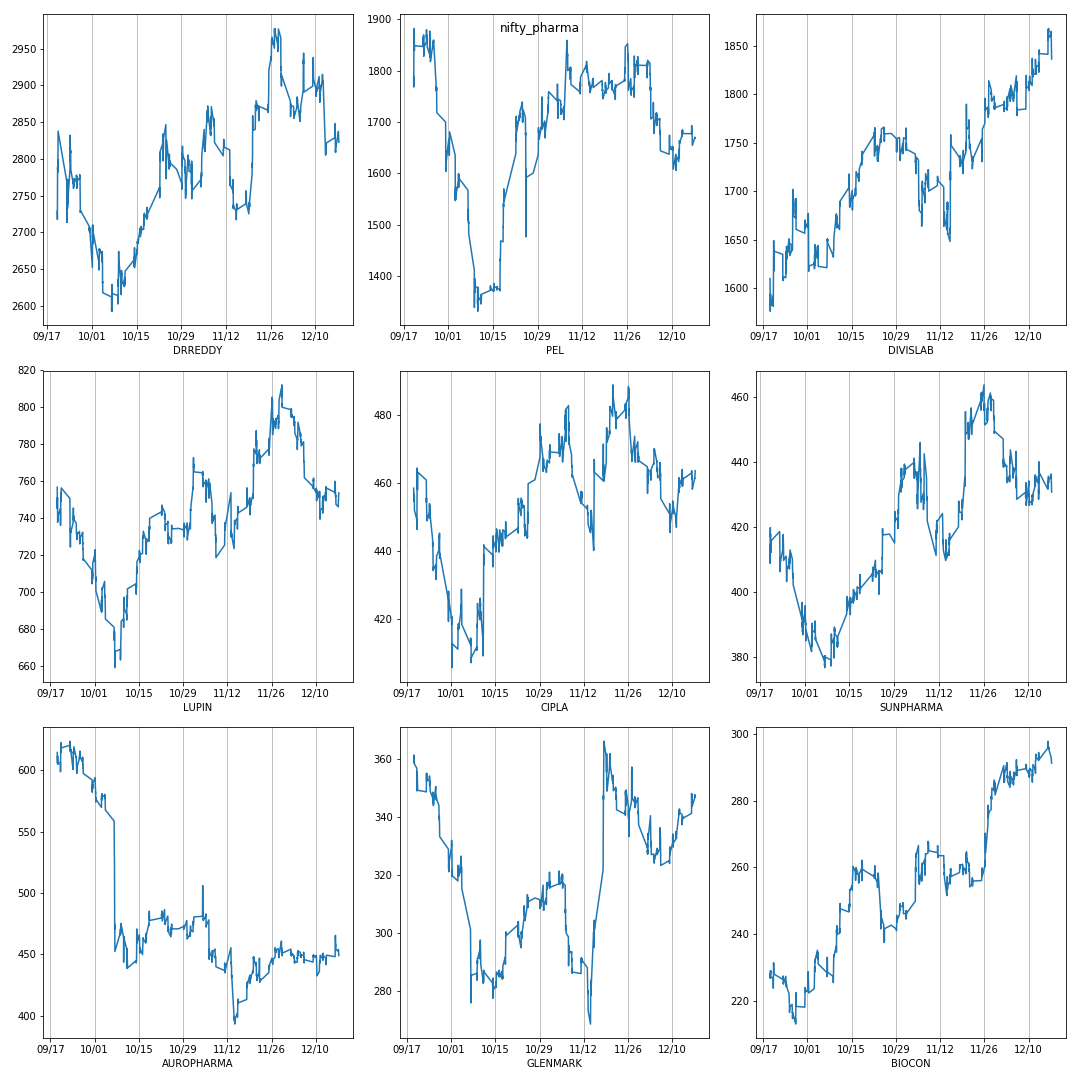 nifty_pharma
2950
2900
2850
2800
2750
2700
2650
2600
09/17 10/01 10/15 10/29 11/12 11/26 12/10
DRREDDY
1900
1800
1700
1600
1500
1400
09/17 10/01 10/15 10/29 11/12 11/26 12/10
PEL
1850
1800
1750
1700
1650
1600
09/17 10/01 10/15 10/29 11/12 11/26 12/10
DIVISLAB
820
800
780
760
740
720
700
680
660
09/17 10/01 10/15 10/29 11/12 11/26 12/10
LUPIN
480
460
440
420
09/17 10/01 10/15 10/29 11/12 11/26 12/10
CIPLA
460
440
420
400
380
09/17 10/01 10/15 10/29 11/12 11/26 12/10
SUNPHARMA
600
550
500
450
400
09/17 10/01 10/15 10/29 11/12 11/26 12/10
AUROPHARMA
360
340
320
300
280
09/17 10/01 10/15 10/29 11/12 11/26 12/10
GLENMARK
300
280
260
240
220
09/17 10/01 10/15 10/29 11/12 11/26 12/10
BIOCON